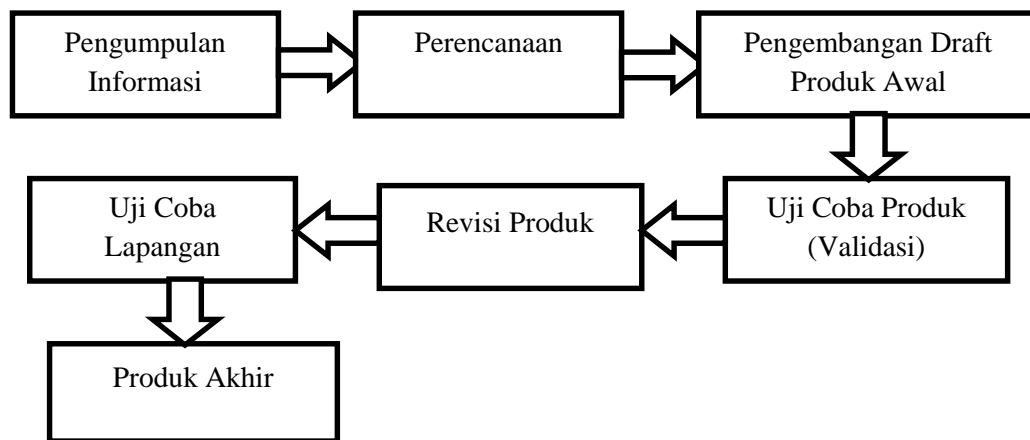 Pengumpulan
Informasi
Perencanaan
Pengembangan Draft
Produk Awal
Uji Coba Produk
(Validasi)
Revisi Produk
Uji Coba
Lapangan
Produk Akhir